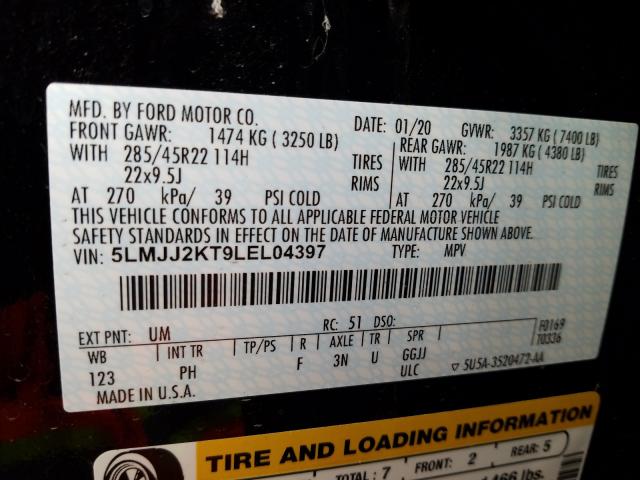 MFD. BY FORD MOTOR CO. DATE: 01/20 GVWR: 3357 KG ( 7400 LB)
FRONT GAWR: 1474 KG ( 3250 LB) REAR GAWR: 1987 KG ( 4380 LB)
WITH 285/45R22 114H TIRES WITH 285/45R22 114H TIRES
22x9.5J RIMS 22x9.5J RIMS
AT 270 kPa/ 39 PSI COLD AT 270 kPa/ 39 PSI COLD
THIS VEHICLE CONFORMS TO ALL APPLICABLE FEDERAL MOTOR VEHICLE
SAFETY STANDARDS IN EFFECT ON THE DATE OF MANUFACTURE SHOWN ABOVE.
VIN: 5LMJJ2KT9LEL04397 TYPE: MPV
EXT PNT: UM RC: 51 DSO: F0169
WB INT TR TP/PS R AXLE TR SPR T0336
123 PH F 3N U GGJJ
ULC ▽ 5U5A-3520472-AA
MADE IN U.S.A.
TIRE AND LOADING INFORMATION
TOTAL : 7 FRONT: 2 REAR: 5
lbs.